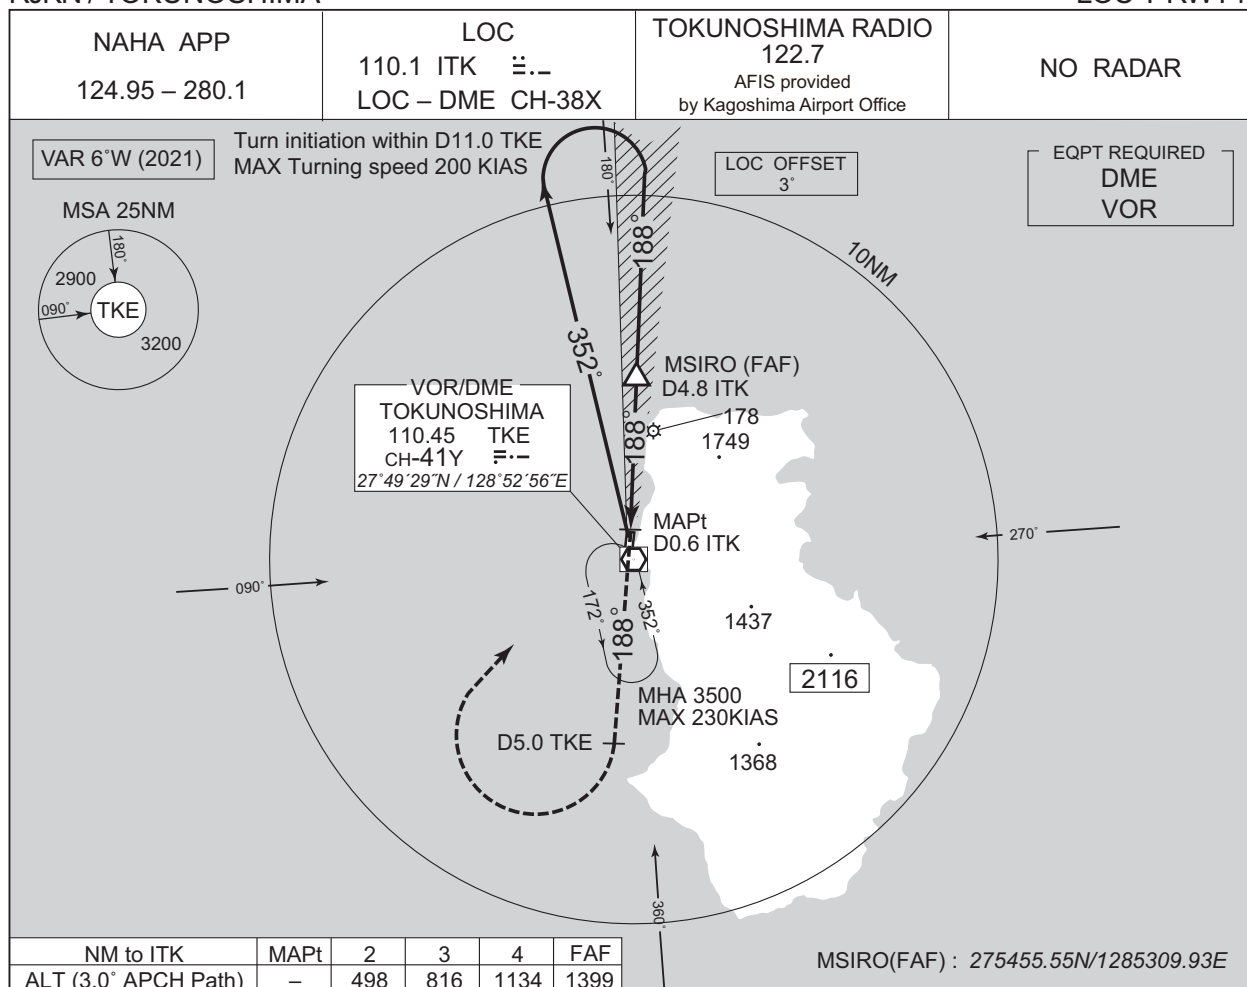 RJKN / TOKUNOSHIMA
NAHA APP
124.95 – 280.1
LOC
110.1 ITK
LOC – DME CH-38X
TOKUNOSHIMA RADIO
122.7
AFIS provided
by Kagoshima Airport Office
NO RADAR
VAR 6˚W (2021)
Turn initiation within D11.0 TKE
MAX Turning speed 200 KIAS
180˚
LOC OFFSET
3˚
EQPT REQUIRED
DME
VOR
MSA 25NM
180˚
2900
090˚
TKE
3200
188°
10NM
352°
MSIRO (FAF)
D4.8 ITK
178
1749
188°
VOR/DME
TOKUNOSHIMA
110.45 TKE
CH-41Y
27˚49´29˝N / 128˚52´56˝E
MAPt
D0.6 ITK
270˚
090˚
172˚
188°
352˚
1437
2116
MHA 3500
MAX 230KIAS
D5.0 TKE
1368
360˚
NM to ITK MAPt 2 3 4 FAF
ALT (3.0˚ APCH Path) – 498 816 1134 1399
MSIRO(FAF) : 275455.55N/1285309.93E